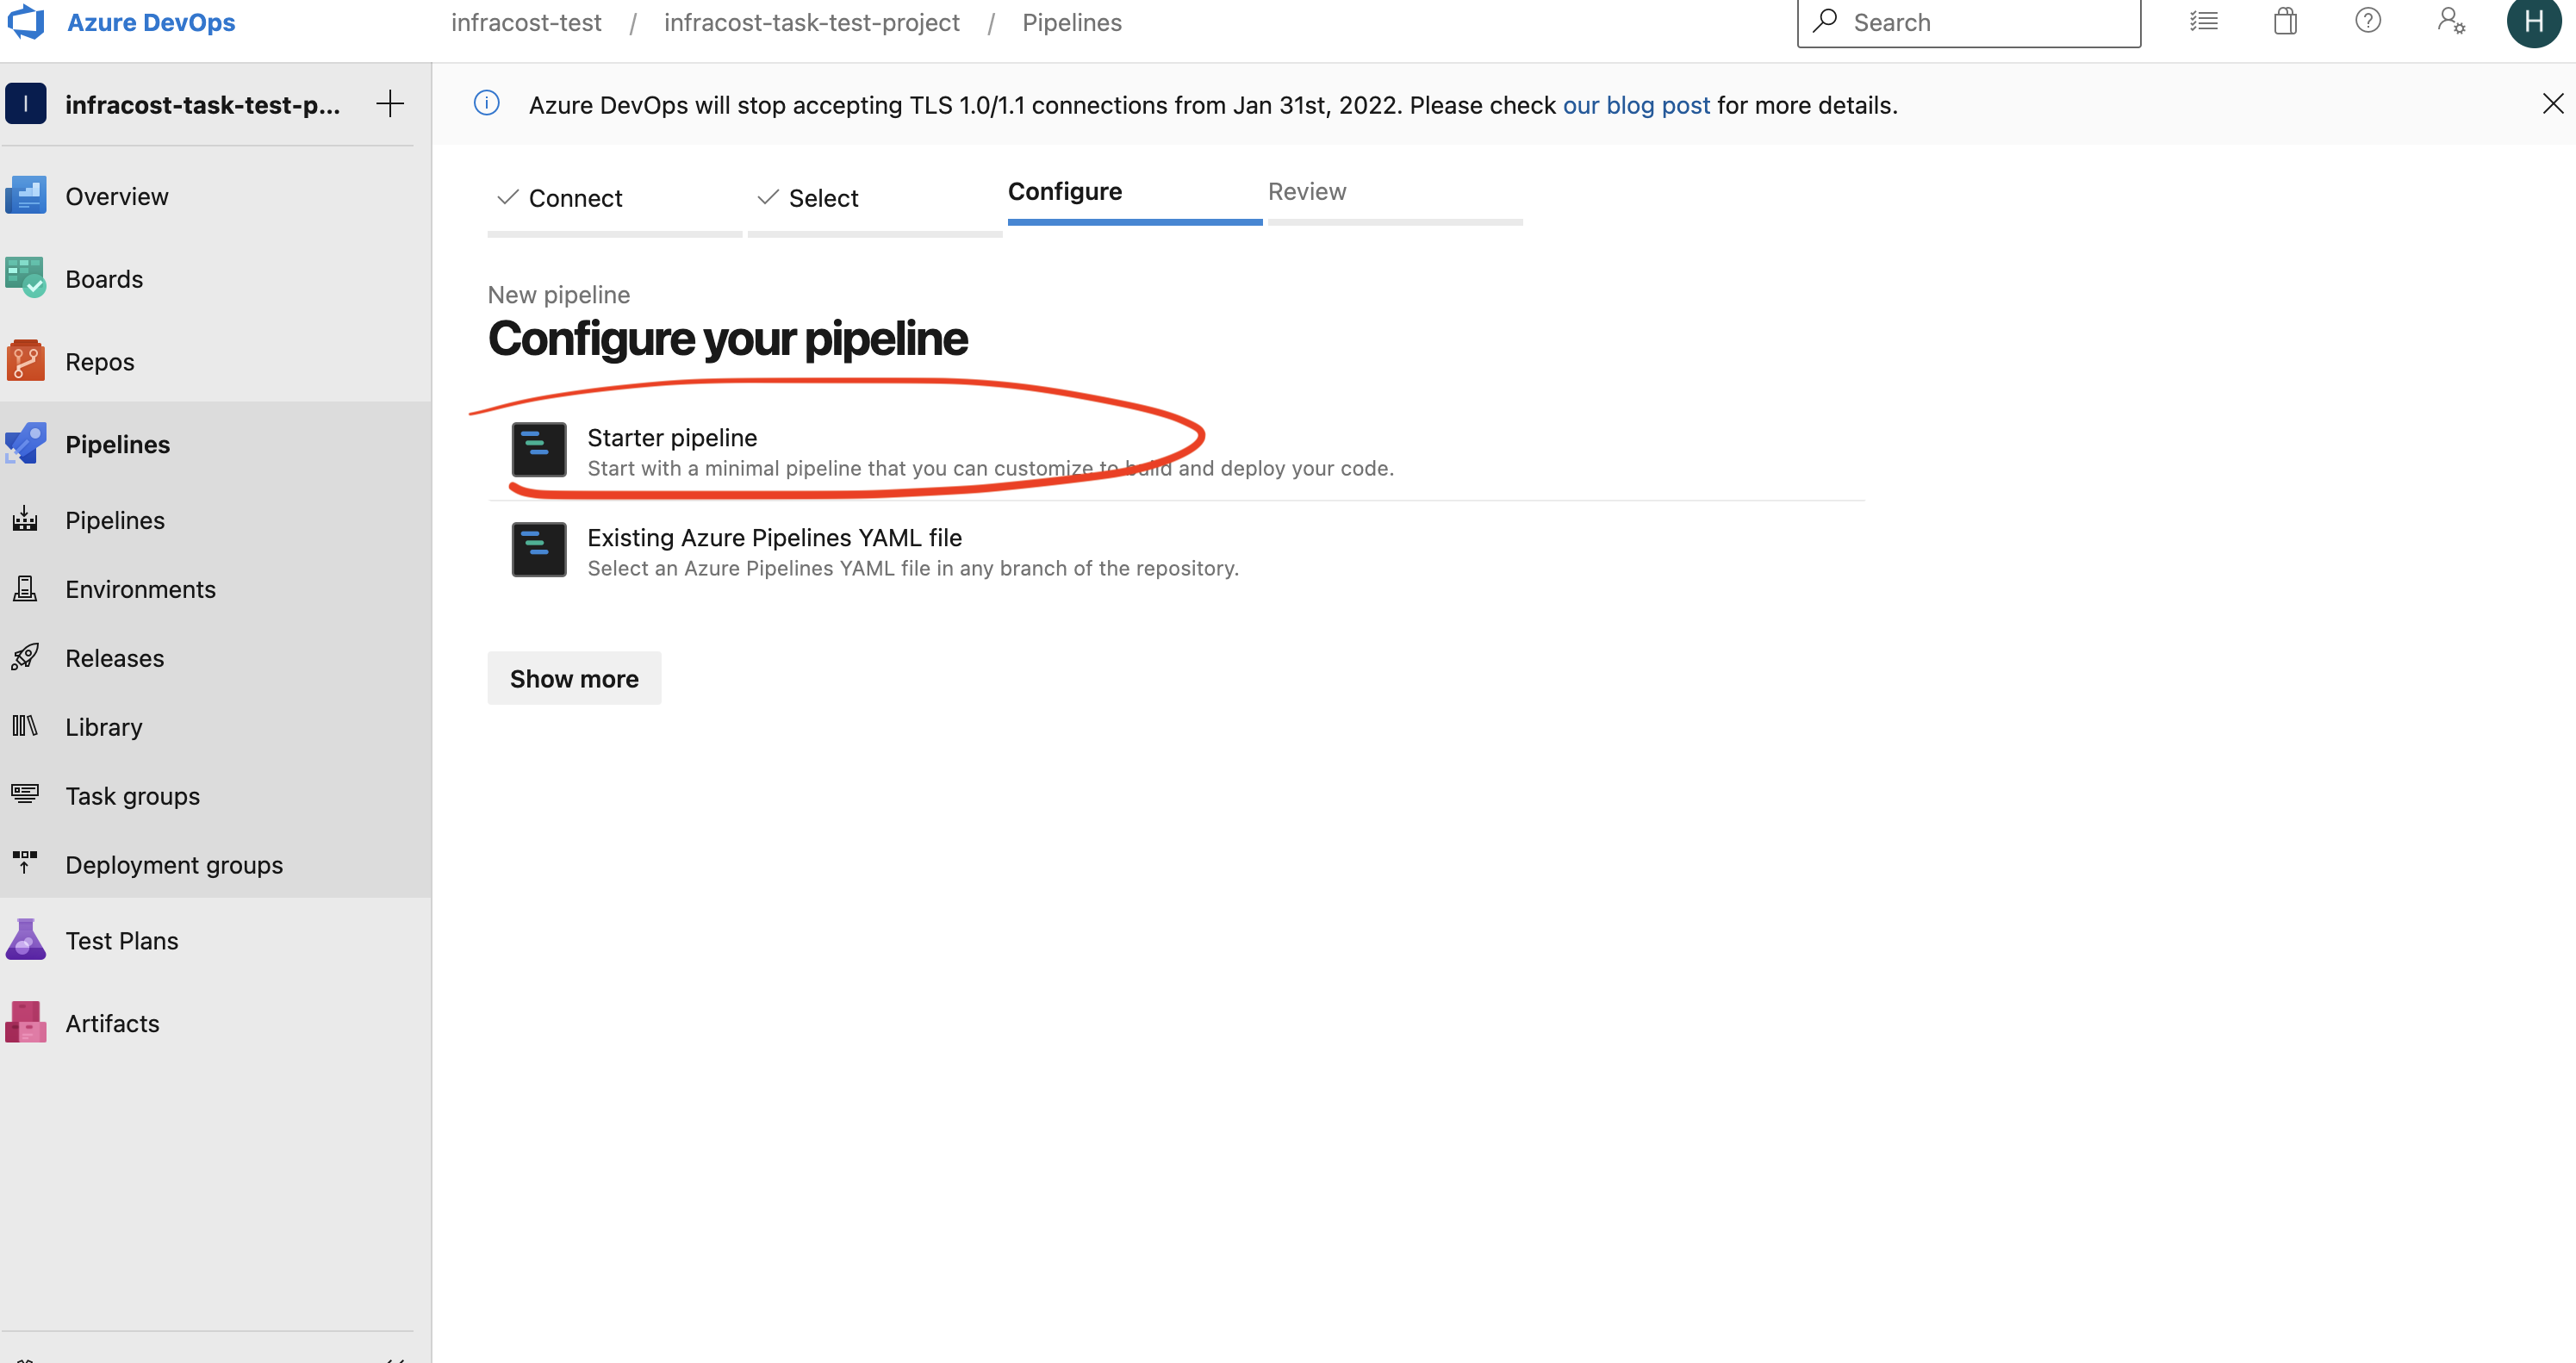 Azure DevOps
infracost-test / infracost-task-test-project / Pipelines
Search
H
I
infracost-task-test-p...
Azure DevOps will stop accepting TLS 1.0/1.1 connections from Jan 31st, 2022. Please check our blog post for more details.
Overview
Boards
Repos
Pipelines
Pipelines
Environments
Releases
Library
Task groups
Deployment groups
Test Plans
Artifacts
Connect
Select
Configure
Review
New pipeline
Configure your pipeline
Starter pipeline
Start with a minimal pipeline that you can customize to build and deploy your code.
Existing Azure Pipelines YAML file
Select an Azure Pipelines YAML file in any branch of the repository.
Show more